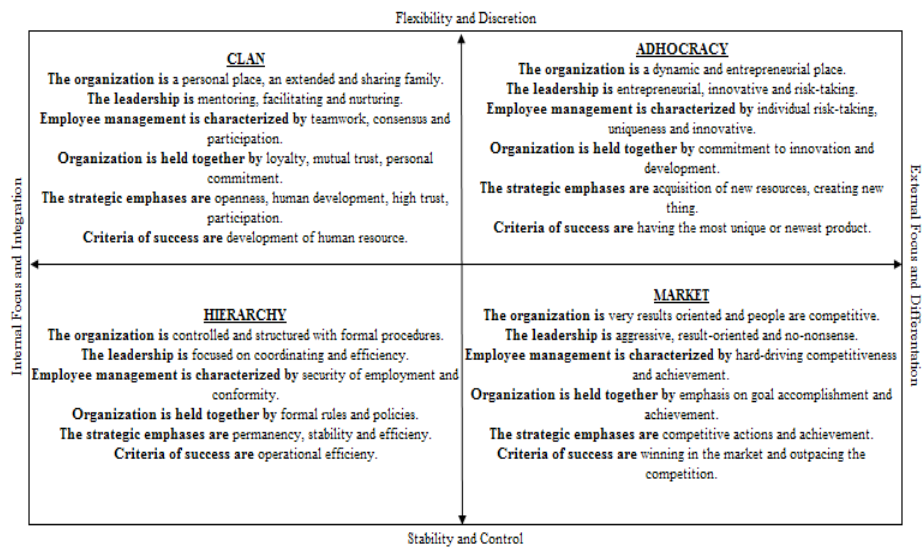 Flexibility and Discretion
Internal Focus and Integration
CLAN
The organization is a personal place, an extended and sharing family.
The leadership is mentoring, facilitating and nurturing.
Employee management is characterized by teamwork, consensus and
participation.
Organization is held together by loyalty, mutual trust, personal
commitment.
The strategic emphases are openness, human development, high trust,
participation.
Criteria of success are development of human resource.
ADHOCRACY
The organization is a dynamic and entrepreneurial place.
The leadership is entrepreneurial, innovative and risk-taking.
Employee management is characterized by individual risk-taking,
uniqueness and innovative.
Organization is held together by commitment to innovation and
development.
The strategic emphases are acquisition of new resources, creating new
thing.
Criteria of success are having the most unique or newest product.
External Focus and Differentation
HIERARCHY
The organization is controlled and structured with formal procedures.
The leadership is focused on coordinating and efficiency.
Employee management is characterized by security of employment and
conformity.
Organization is held together by formal rules and policies.
The strategic emphases are permanency, stability and efficieny.
Criteria of success are operational efficieny.
MARKET
The organization is very results oriented and people are competitive.
The leadership is aggressive, result-oriented and no-nonsense.
Employee management is characterized by hard-driving competitiveness
and achievement.
Organization is held together by emphasis on goal accomplishment and
achievement.
The strategic emphases are competitive actions and achievement.
Criteria of success are winning in the market and outpacing the
competition.
Stability and Control